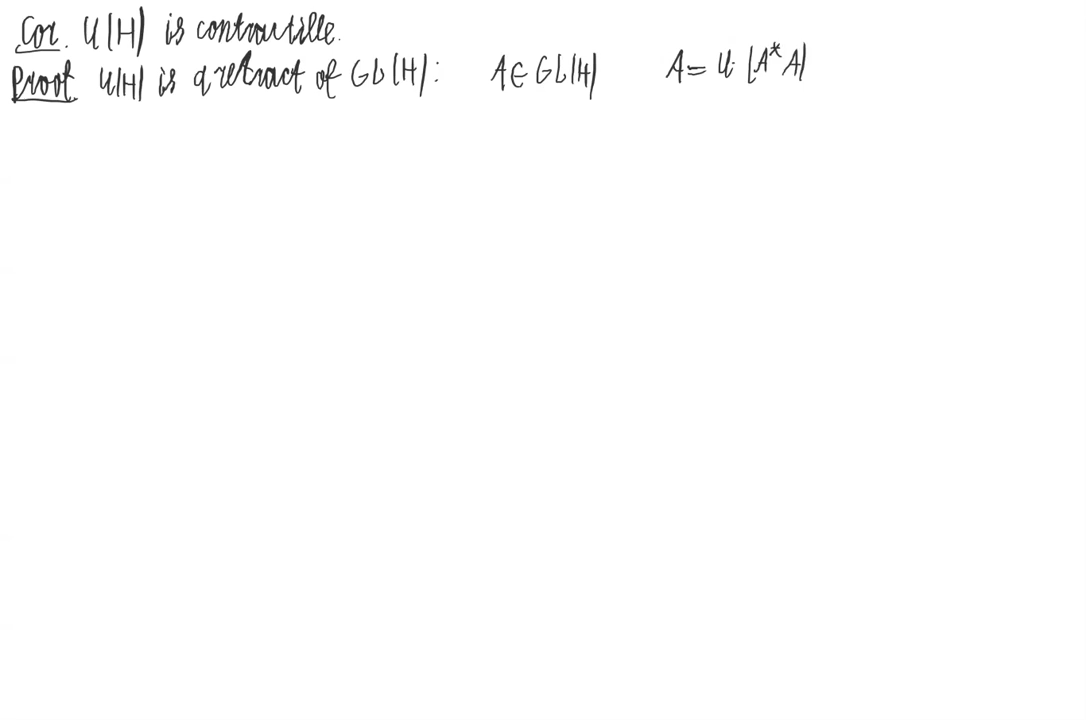 Cor. U(H) is contractible.
Proof U(H) is a retract of GL(H): A∈GL(H) A= U·(A*A)